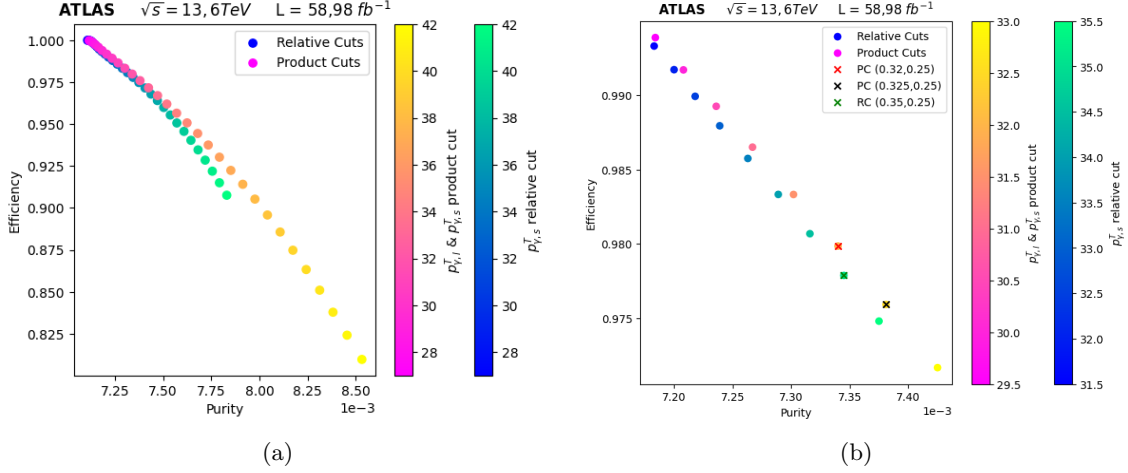 ATLAS √s = 13,6TeV L = 58,98 fb⁻¹
Relative Cuts
Product Cuts
1.000
0.975
0.950
0.925
0.900
0.875
0.850
0.825
Efficiency
7.25 7.50 7.75 8.00 8.25 8.50
Purity
1e−3
42
40
38
36
34
32
30
28
p^T_{γ,l} & p^T_{γ,s} product cut
42
40
38
36
34
32
30
28
p^T_{γ,s} relative cut
(a)
ATLAS √s = 13,6TeV L = 58,98 fb⁻¹
Relative Cuts
Product Cuts
PC (0.32,0.25)
PC (0.325,0.25)
RC (0.35,0.25)
0.990
0.985
0.980
0.975
Efficiency
7.20 7.25 7.30 7.35 7.40
Purity
1e−3
33.0
32.5
32.0
31.5
31.0
30.5
30.0
29.5
p^T_{γ,l} & p^T_{γ,s} product cut
35.5
35.0
34.5
34.0
33.5
33.0
32.5
32.0
31.5
p^T_{γ,s} relative cut
(b)